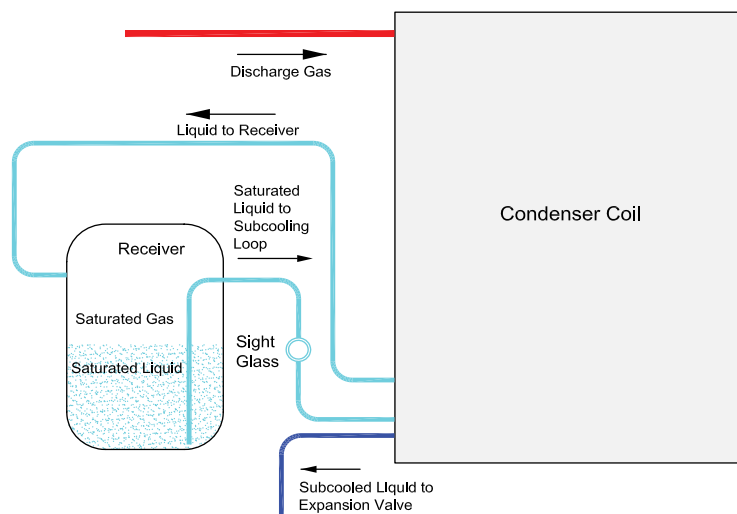 Discharge Gas
Liquid to Receiver
Saturated
Liquid to
Subcooling
Loop
Condenser Coil
Receiver
Saturated Gas
Sight
Glass
Saturated Liquid
Subcooled Liquid to
Expansion Valve